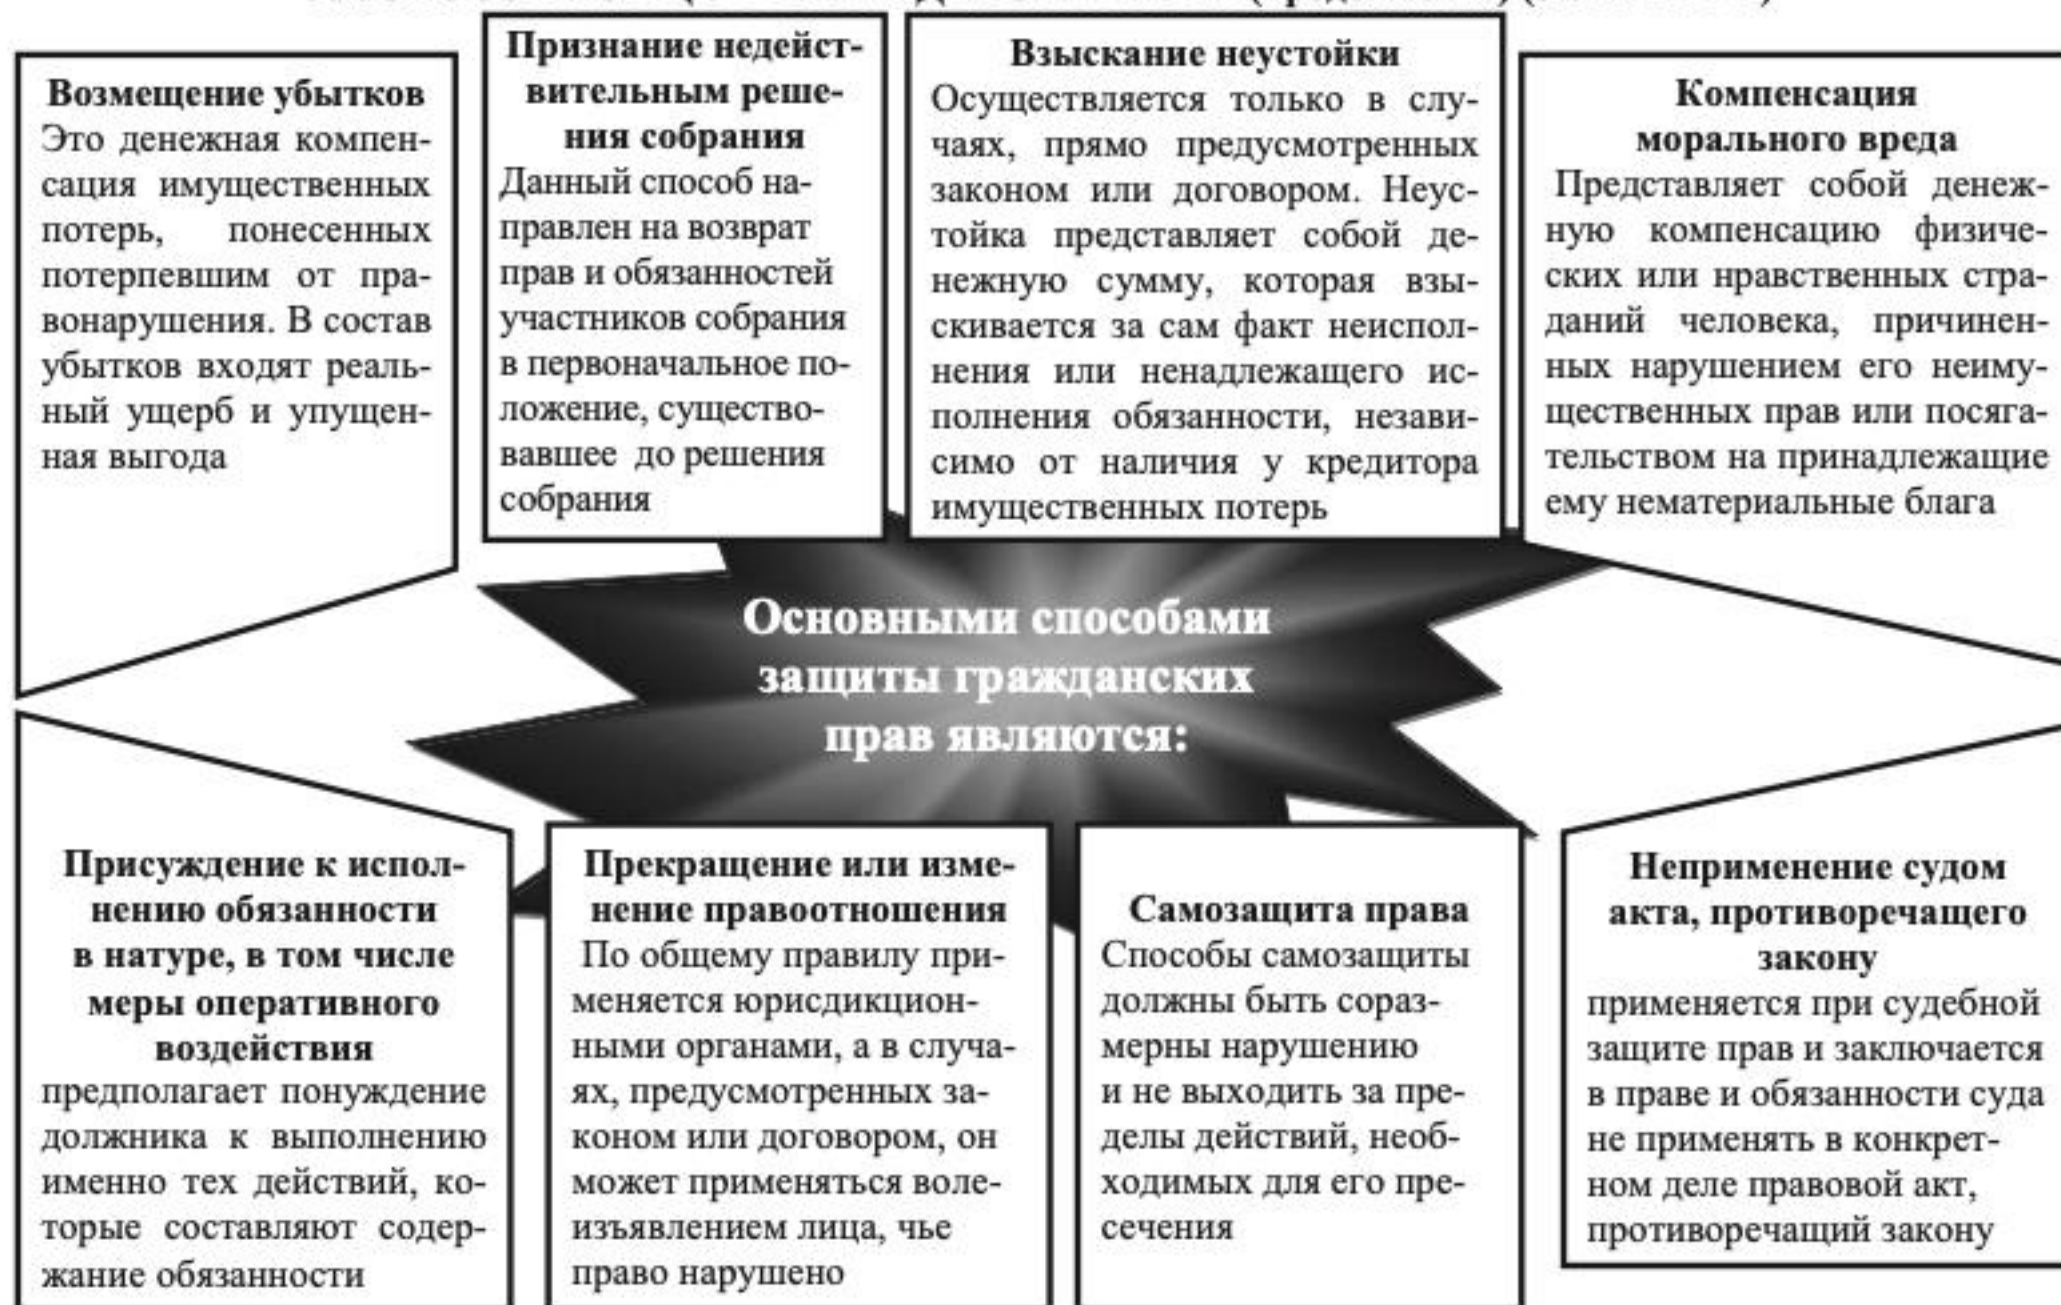 Возмещение убытков
Это денежная компен-
сация имущественных
потерь, понесенных
потерпевшим от пра-
вонарушения. В состав
убытков входят реаль-
ный ущерб и упущен-
ная выгода
Признание недейст-
вительным реше-
ния собрания
Данный способ на-
правлен на возврат
прав и обязанностей
участников собрания
в первоначальное по-
ложение, существо-
вавшее до решения
собрания
Взыскание неустойки
Осуществляется только в слу-
чаях, прямо предусмотренных
законом или договором. Неус-
тойка представляет собой де-
нежную сумму, которая взы-
скивается за сам факт неиспол-
нения или ненадлежащего ис-
полнения обязанности, незави-
симо от наличия у кредитора
имущественных потерь
Компенсация
морального вреда
Представляет собой денеж-
ную компенсацию физиче-
ских или нравственных стра-
даний человека, причинен-
ных нарушением его неиму-
щественных прав или посяга-
тельством на принадлежащие
ему нематериальные блага
Основными способами
защиты гражданских
прав являются:
Присуждение к испол-
нению обязанности
в натуре, в том числе
меры оперативного
воздействия
предполагает понуждение
должника к выполнению
именно тех действий, ко-
торые составляют содер-
жание обязанности
Прекращение или изме-
нение правоотношения
По общему правилу при-
меняется юрисдикцион-
ными органами, а в случа-
ях, предусмотренных за-
коном или договором, он
может применяться воле-
изъявлением лица, чье
право нарушено
Самозащита права
Способы самозащиты
должны быть сораз-
мерны нарушению
и не выходить за пре-
делы действий, необ-
ходимых для его пре-
сечения
Неприменение судом
акта, противоречащего
закону
применяется при судебной
защите прав и заключается
в праве и обязанности суда
не применять в конкрет-
ном деле правовой акт,
противоречащий закону